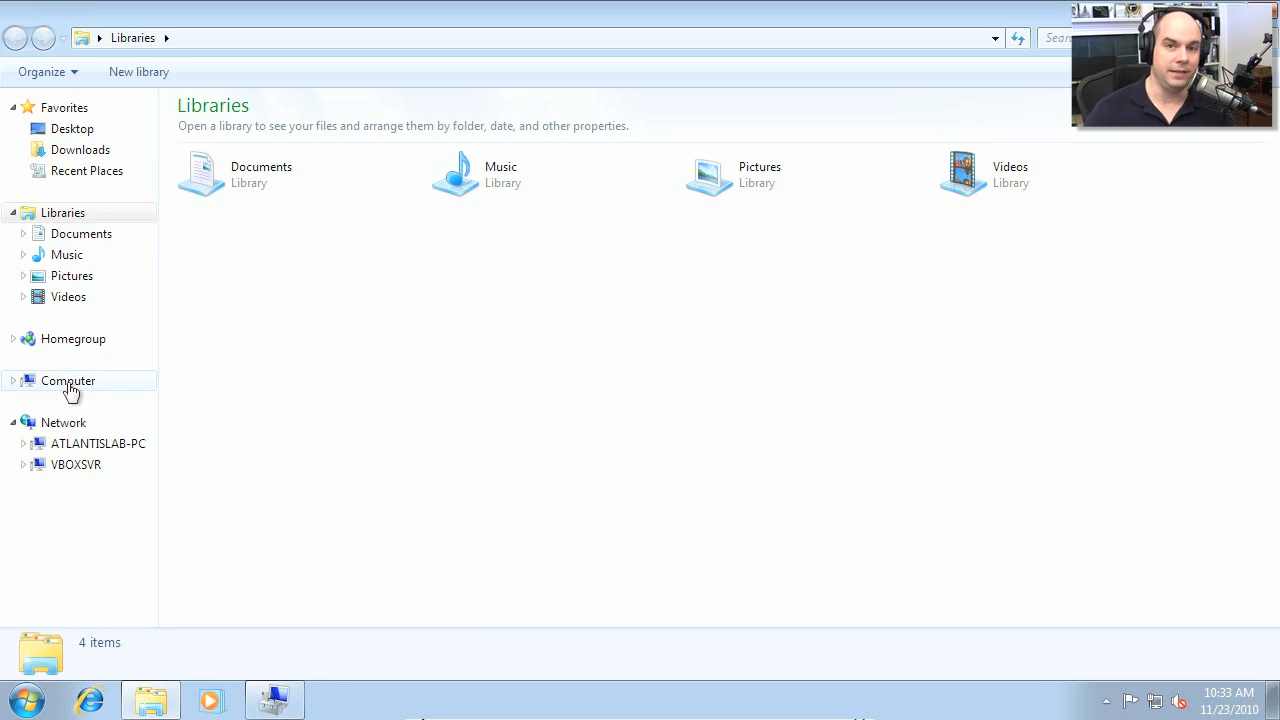 Libraries
Sear
Organize
New library
Favorites
Desktop
Downloads
Recent Places
Libraries
Documents
Music
Pictures
Videos
Homegroup
Computer
Network
ATLANTISLAB-PC
VBOXSVR
Libraries
Open a library to see your files and manage them by folder, date, and other properties.
Documents
Library
Music
Library
Pictures
Library
Videos
Library
4 items
10:33 AM
11/23/2010